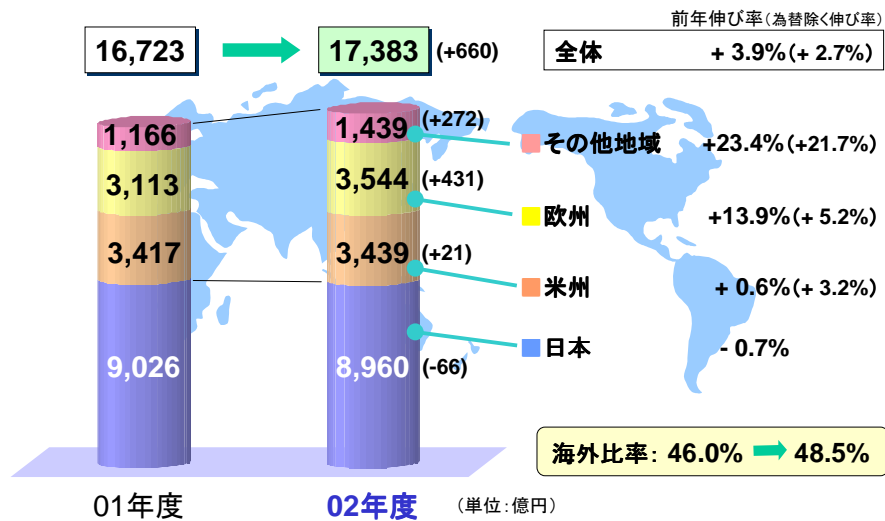 前年伸び率(為替除く伸び率)
16,723 17,383 (+660) 全体 + 3.9%(+ 2.7%)
1,166 1,439 (+272) その他地域 +23.4%(+21.7%)
3,113 3,544 (+431) 欧州 +13.9%(+ 5.2%)
3,417 3,439 (+21) 米州 + 0.6%(+ 3.2%)
9,026 8,960 (-66) 日本 - 0.7%
海外比率: 46.0% 48.5%
01年度 02年度 (単位:億円)